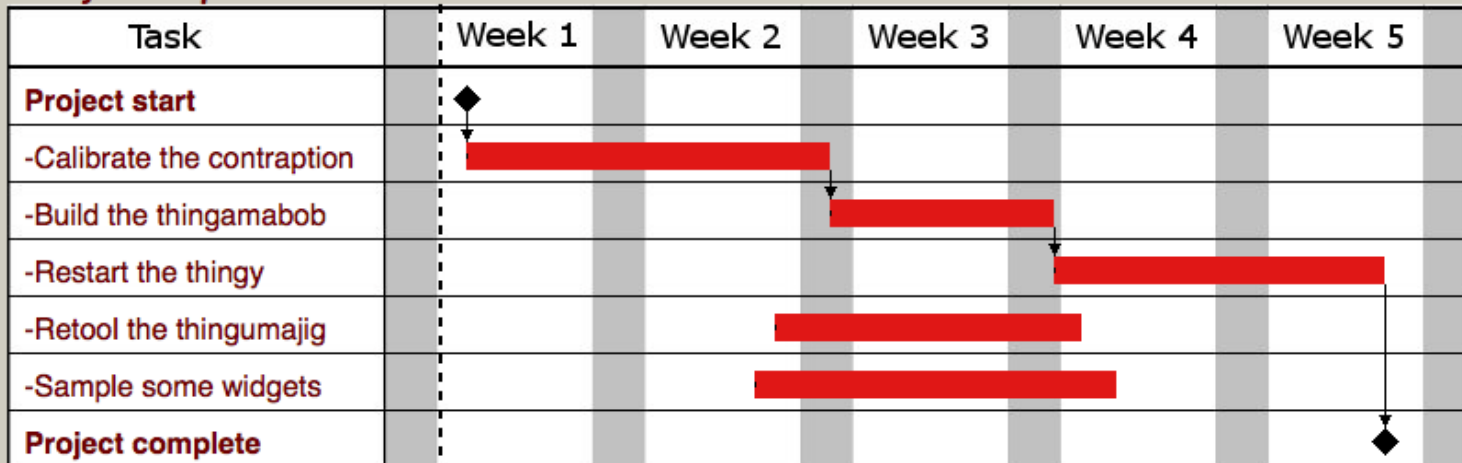 Task Week 1 Week 2 Week 3 Week 4 Week 5
Project start
-Calibrate the contraption
-Build the thingamabob
-Restart the thingy
-Retool the thingumajig
-Sample some widgets
Project complete